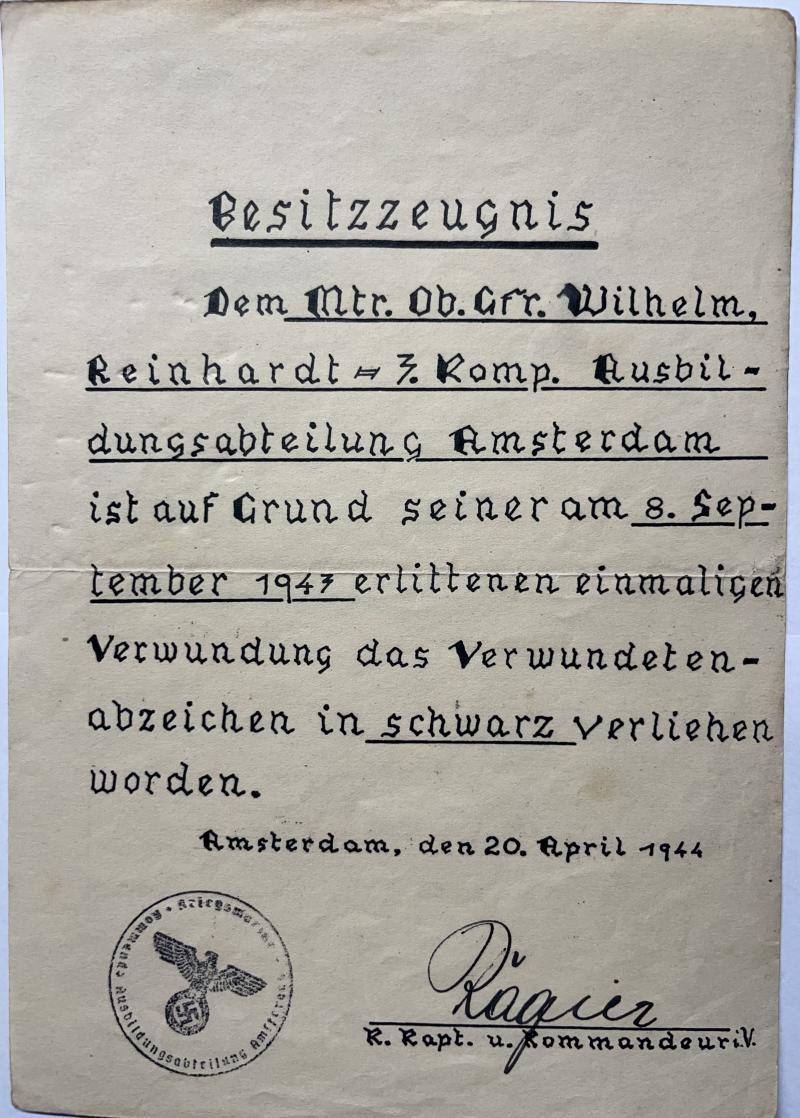 Besitzzeugnis
Dem Mtr. Ob. Gfr. Wilhelm,
Reinhardt = 3. Komp. Ausbil-
dungsabteilung Amsterdam
ist auf Grund seiner am 8. Sep-
tember 1943 erlittenen einmaligen
Verwundung das Verwundeten-
abzeichen in schwarz verliehen
worden.
Amsterdam, den 20. April 1944
Kriegsmarine
Kommando Ausbildungsabteilung Amsterdam
K. Kapt. u. Kommandeur i.V.